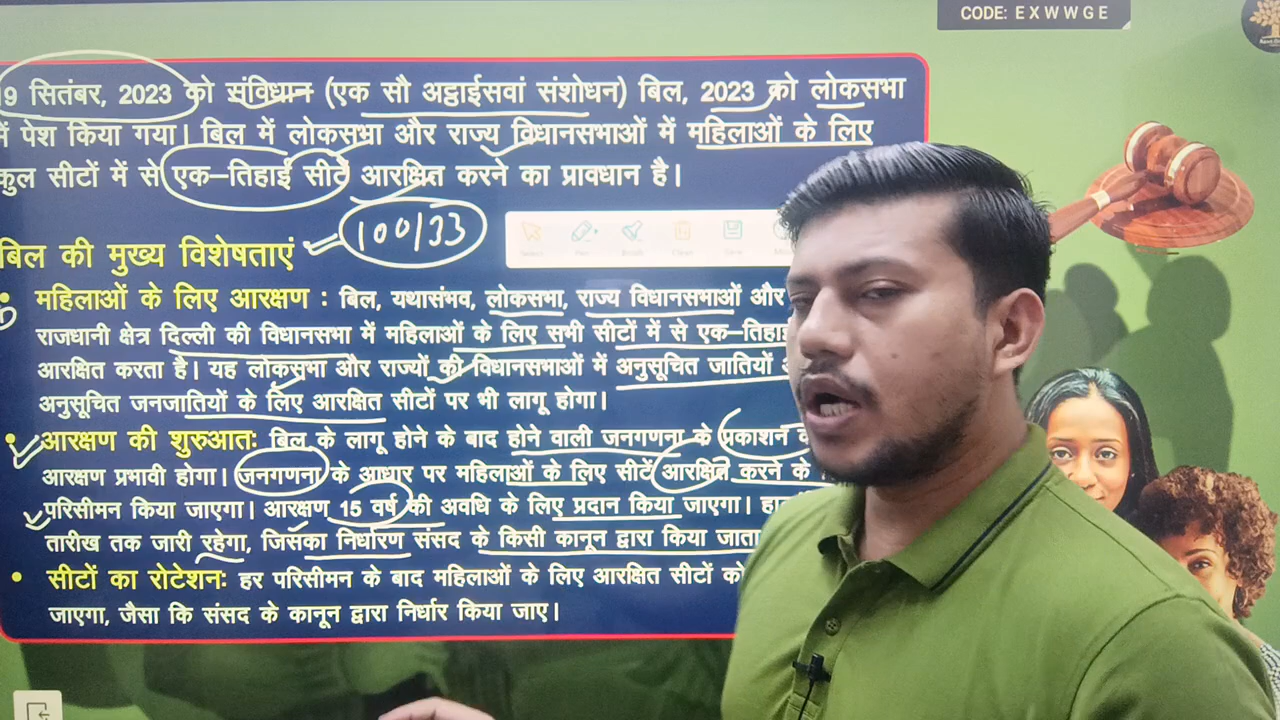 CODE: E X W W G E
19 सितंबर, 2023 को संविधान (एक सौ अट्ठाईसवां संशोधन) बिल, 2023 को लोकसभा
में पेश किया गया। बिल में लोकसभा और राज्य विधानसभाओं में महिलाओं के लिए
कुल सीटों में से एक–तिहाई सीटें आरक्षित करने का प्रावधान है।
100/33
बिल की मुख्य विशेषताएं
महिलाओं के लिए आरक्षण : बिल, यथासंभव, लोकसभा, राज्य विधानसभाओं और
राजधानी क्षेत्र दिल्ली की विधानसभा में महिलाओं के लिए सभी सीटों में से
आरक्षित करता है। यह लोकसभा और राज्यों की विधानसभाओं में अनुसूचित जातियों
अनुसूचित जनजातियों के लिए आरक्षित सीटों पर भी लागू होगा।
• आरक्षण की शुरुआतः बिल के लागू होने के बाद होने वाली जनगणना के प्रकाशन
आरक्षण प्रभावी होगा। जनगणना के आधार पर महिलाओं के लिए सीटें आरक्षित करने के
परिसीमन किया जाएगा। आरक्षण 15 वर्ष की अवधि के लिए प्रदान किया जाएगा।
तारीख तक जारी रहेगा, जिसका निर्धारण संसद के किसी कानून द्वारा किया जाता
• सीटों का रोटेशनः हर परिसीमन के बाद महिलाओं के लिए आरक्षित सीटों को
जाएगा, जैसा कि संसद के कानून द्वारा निर्धार किया जाए।